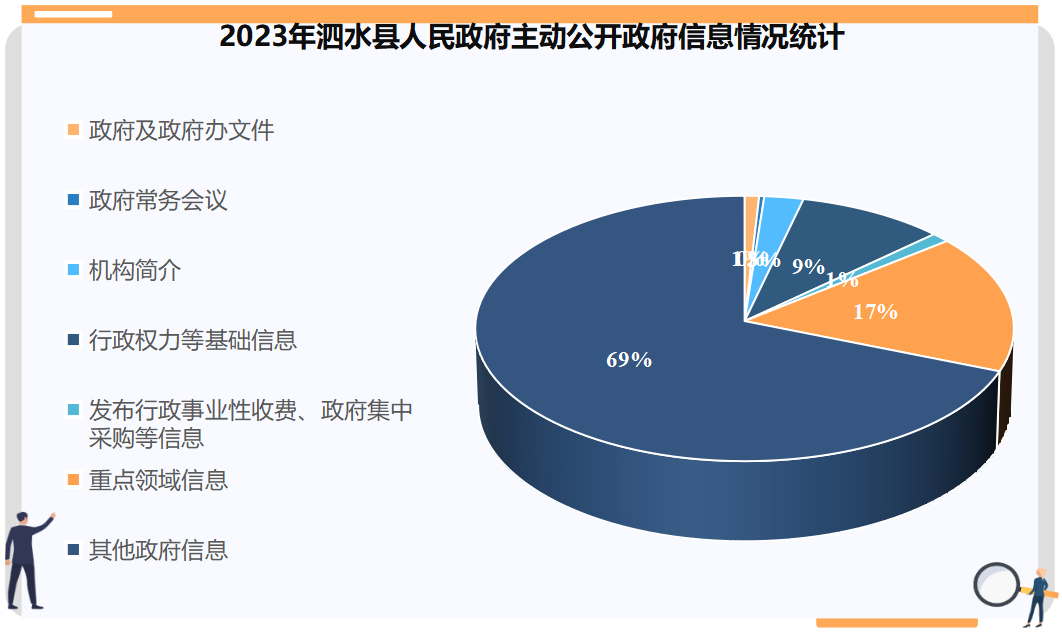 2023年泗水县人民政府主动公开政府信息情况统计
政府及政府办文件
政府常务会议
机构简介
行政权力等基础信息
发布行政事业性收费、政府集中
采购等信息
重点领域信息
其他政府信息
9%
1%
17%
69%